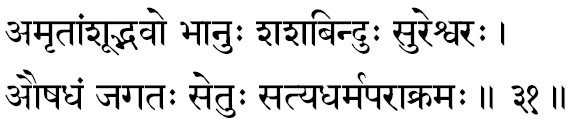 अमृतांशूद्भवो भानुः शशबिन्दुः सुरेश्वरः ।
औषधं जगतः सेतुः सत्यधर्मपराक्रमः ॥ ३१ ॥